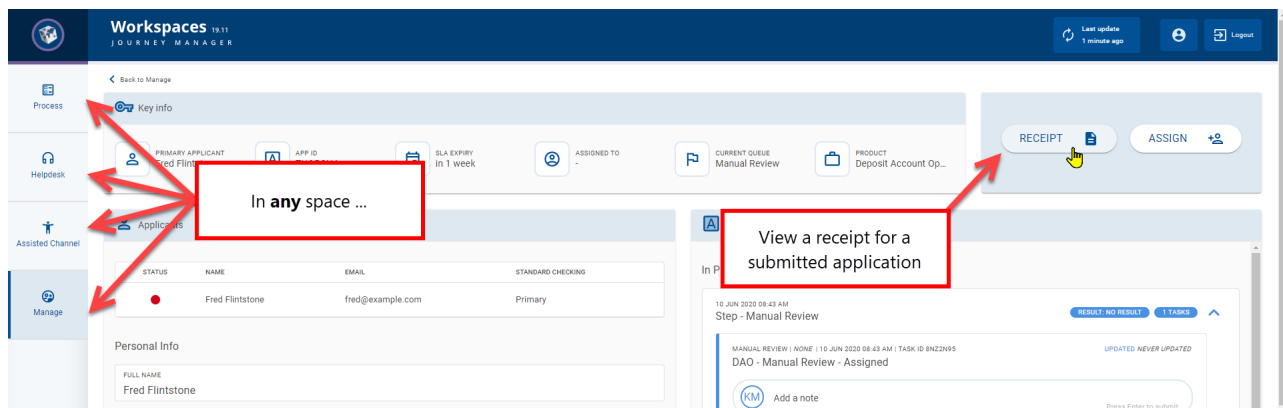 Workspaces 19.11
JOURNEY MANAGER
Last update
1 minute ago
Logout
Process
Helpdesk
Assisted Channel
Manage
Back to Manage
Key info
PRIMARY APPLICANT
Fred Flint
APP ID
SLA EXPIRY
in 1 week
ASSIGNED TO
-
CURRENT QUEUE
Manual Review
PRODUCT
Deposit Account Op...
RECEIPT
ASSIGN
In any space ...
View a receipt for a
submitted application
Applicants
STATUS NAME EMAIL STANDARD CHECKING
Fred Flintstone fred@example.com Primary
Personal Info
FULL NAME
Fred Flintstone
In P
10 JUN 2020 08:43 AM
Step - Manual Review
RESULT: NO RESULT 1 TASKS
MANUAL REVIEW | NONE | 10 JUN 2020 08:43 AM | TASK ID 8NZ2N95
UPDATED NEVER UPDATED
DAO - Manual Review - Assigned
KM Add a note
Press Enter to submit